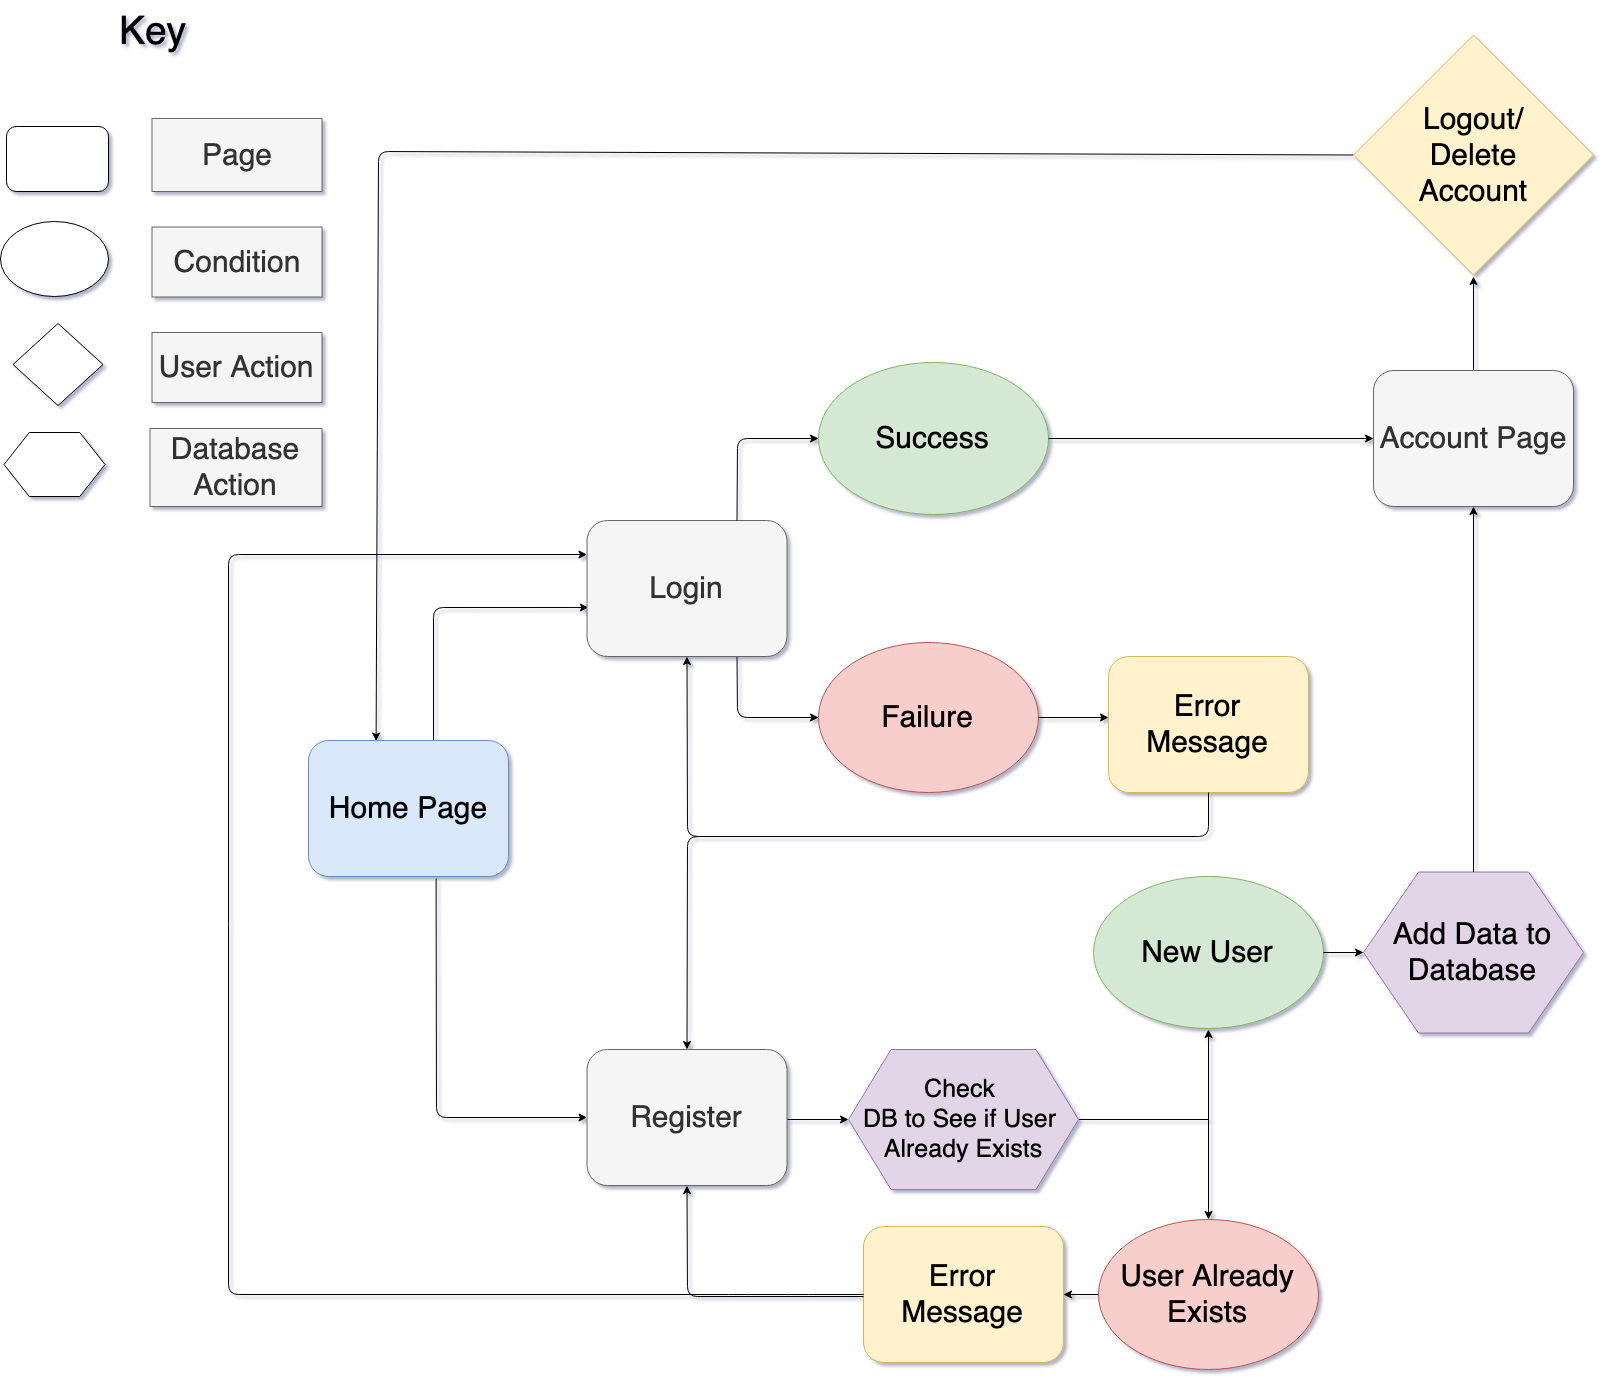 Key
Page
Condition
User Action
Database
Action
Logout/
Delete
Account
Success
Account Page
Login
Failure
Error
Message
Home Page
New User
Add Data to
Database
Register
Check
DB to See if User
Already Exists
Error
Message
User Already
Exists